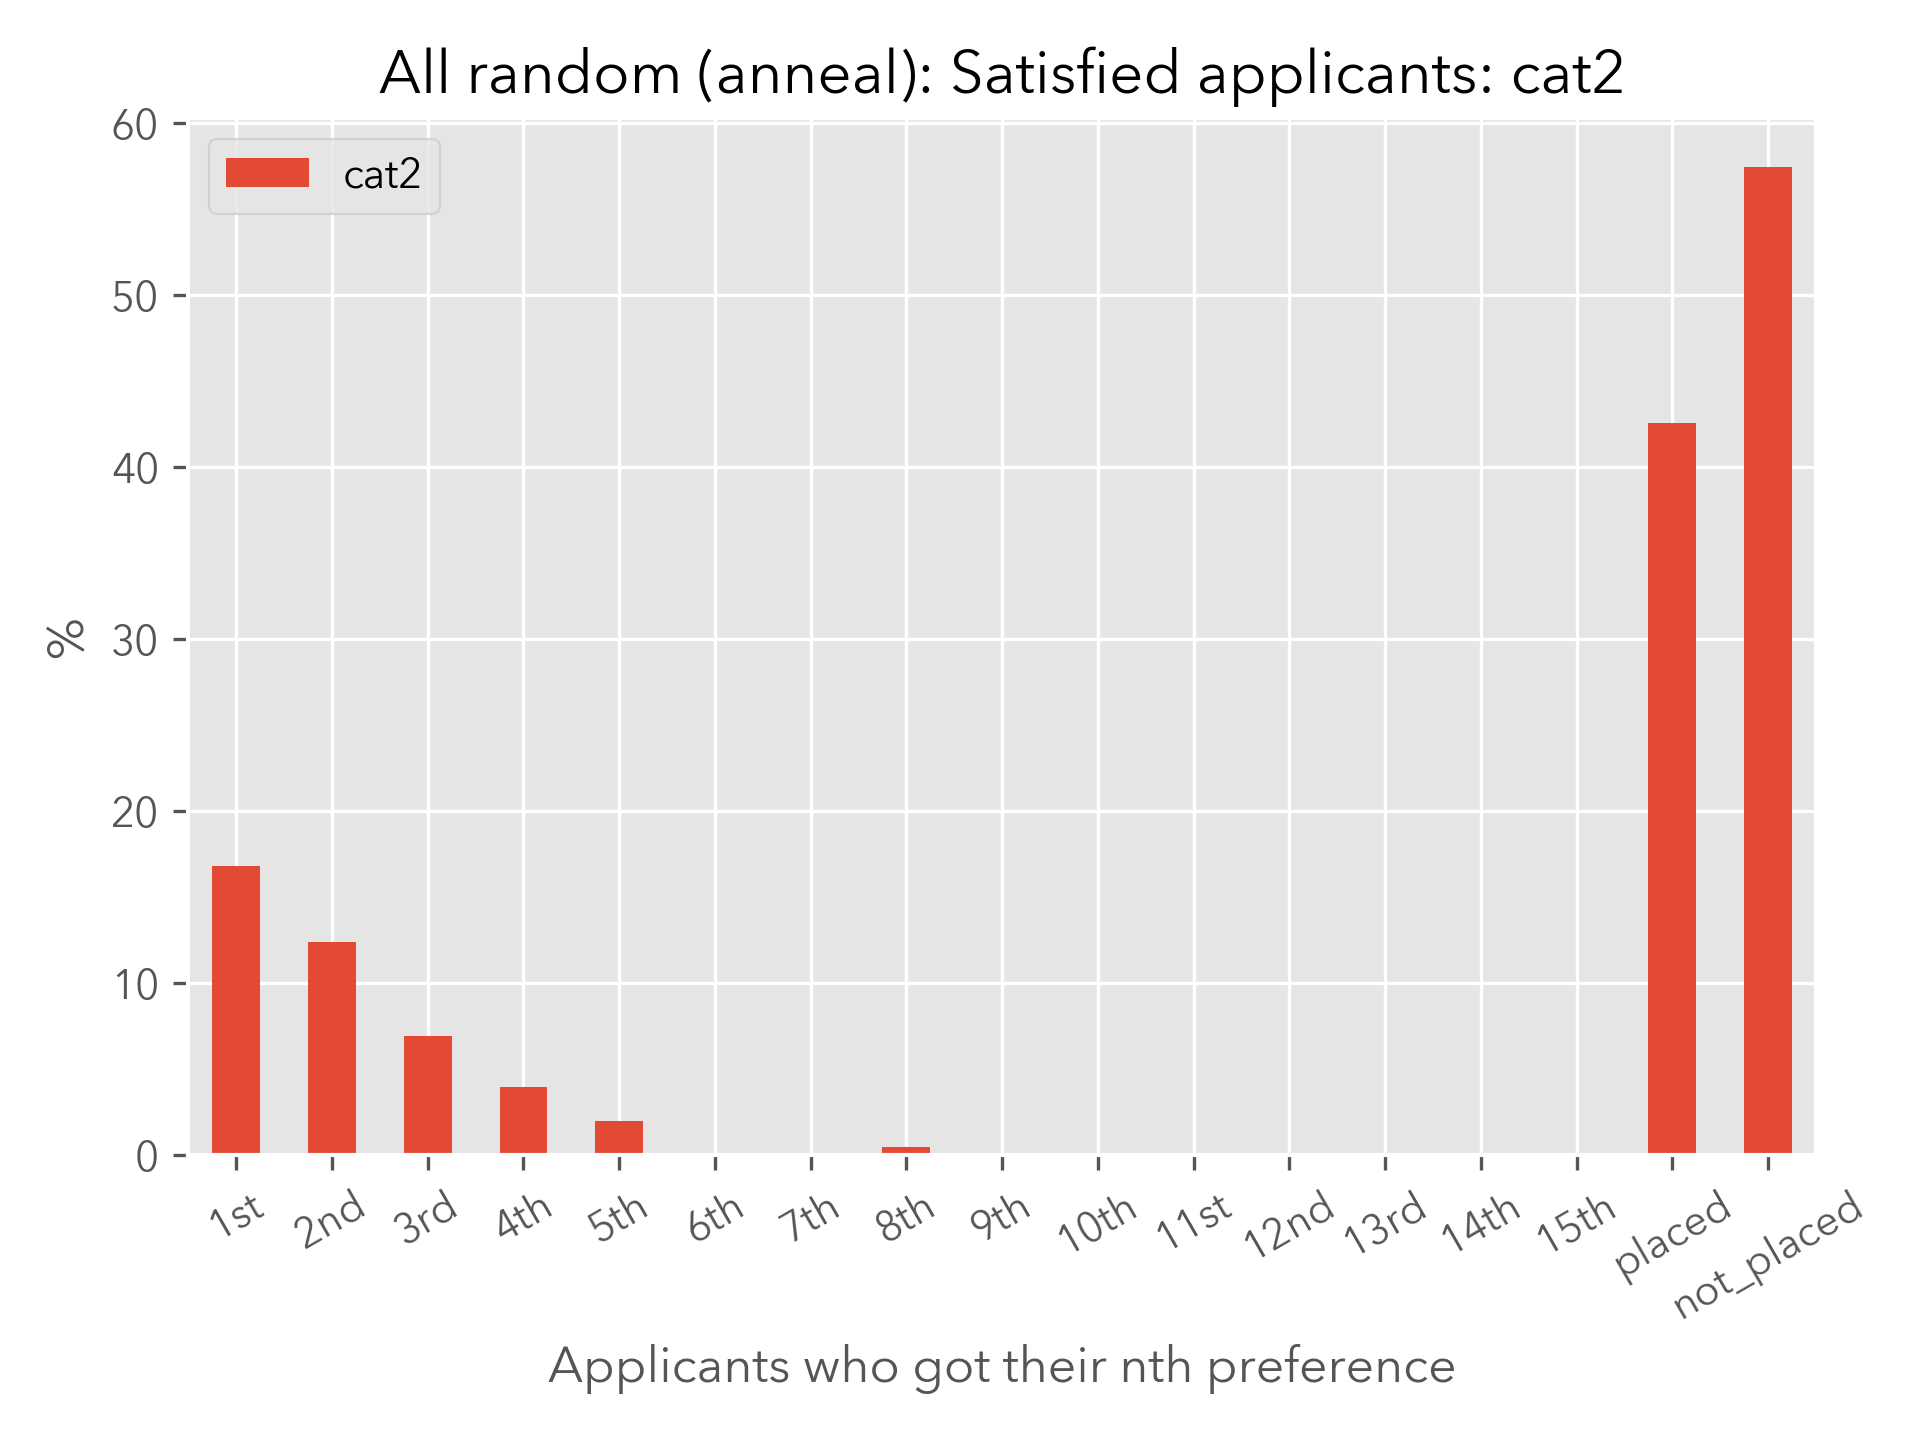 All random (anneal): Satisfied applicants: cat2
cat2
60
50
40
30
20
10
0
%
1st
2nd
3rd
4th
5th
6th
7th
8th
9th
10th
11st
12nd
13rd
14th
15th
placed
not_placed
Applicants who got their nth preference